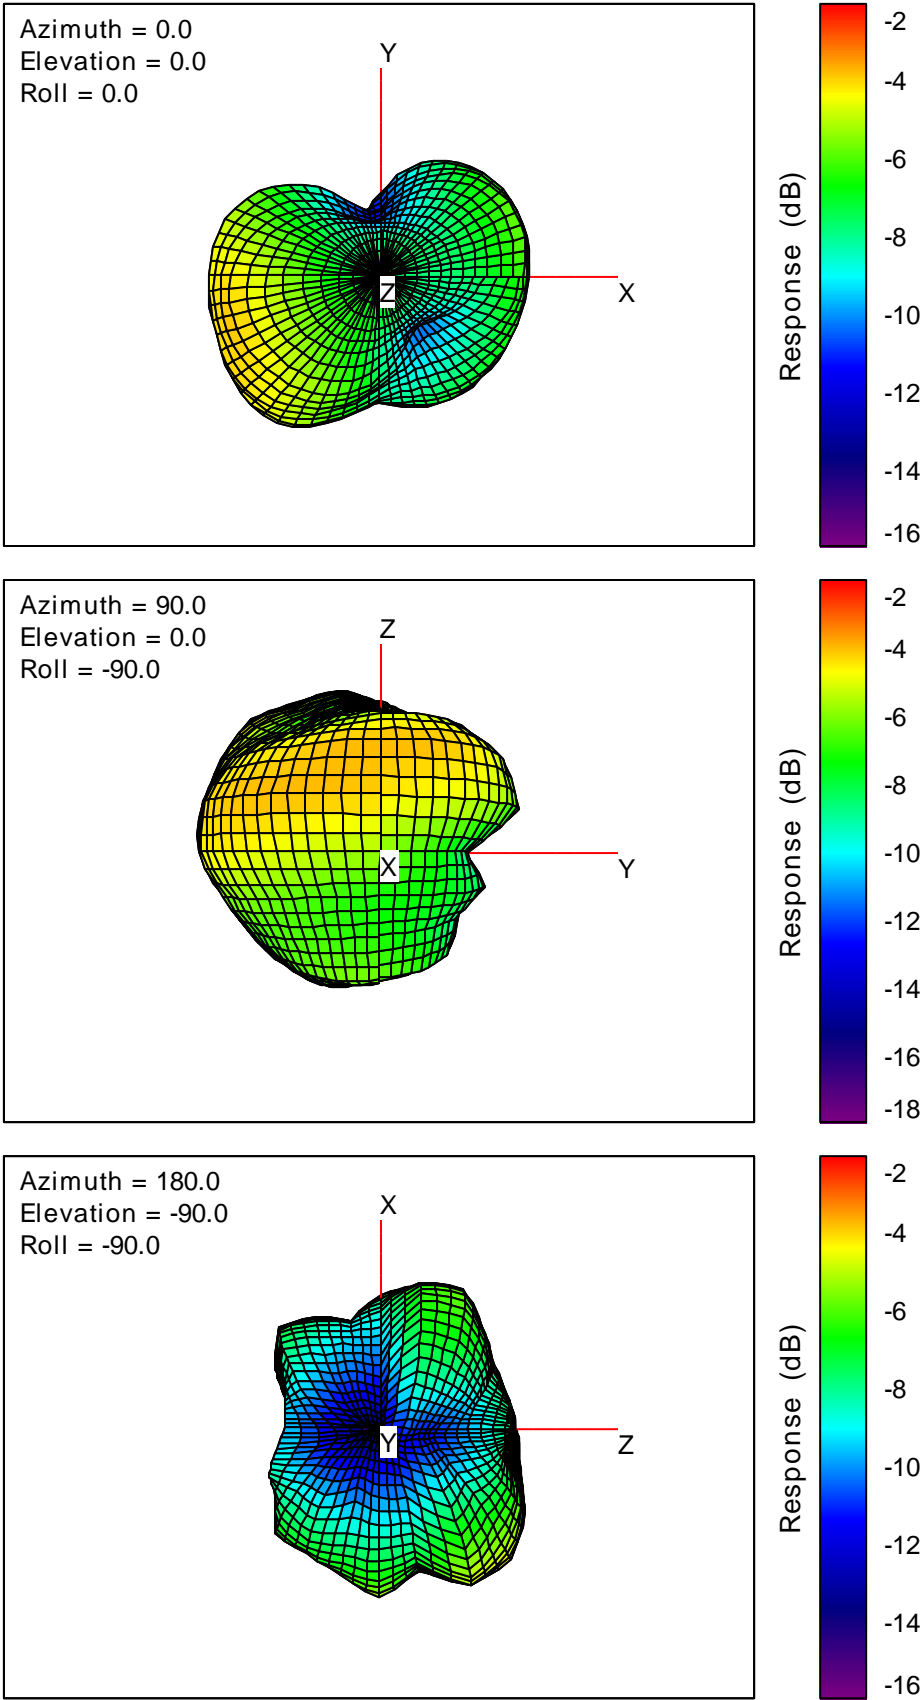 Azimuth = 0.0
Elevation = 0.0
Roll = 0.0
Y
X
Z
Response (dB)
-2
-4
-6
-8
-10
-12
-14
-16
Azimuth = 90.0
Elevation = 0.0
Roll = -90.0
Z
Y
X
Response (dB)
-2
-4
-6
-8
-10
-12
-14
-16
-18
Azimuth = 180.0
Elevation = -90.0
Roll = -90.0
X
Z
Y
Response (dB)
-2
-4
-6
-8
-10
-12
-14
-16